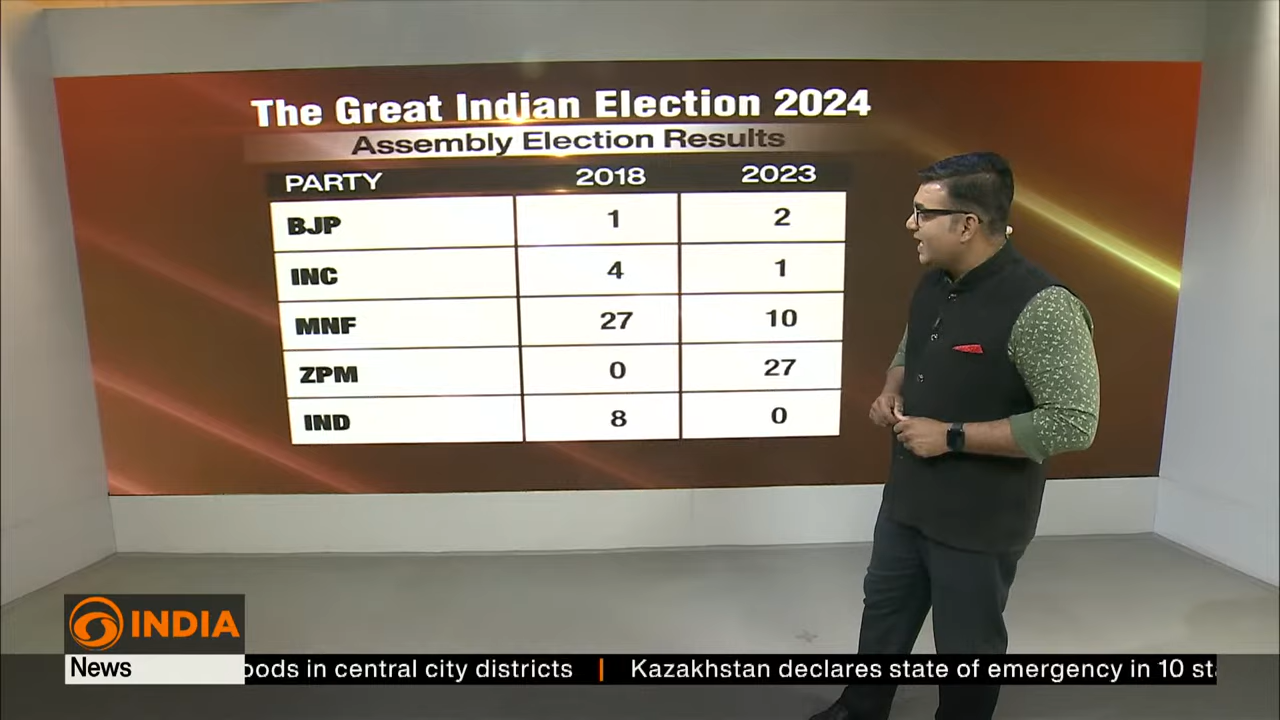 The Great Indian Election 2024
Assembly Election Results
PARTY 2018 2023
BJP 1 2
INC 4 1
MNF 27 10
ZPM 0 27
IND 8 0
INDIA
News
oods in central city districts | Kazakhstan declares state of emergency in 10